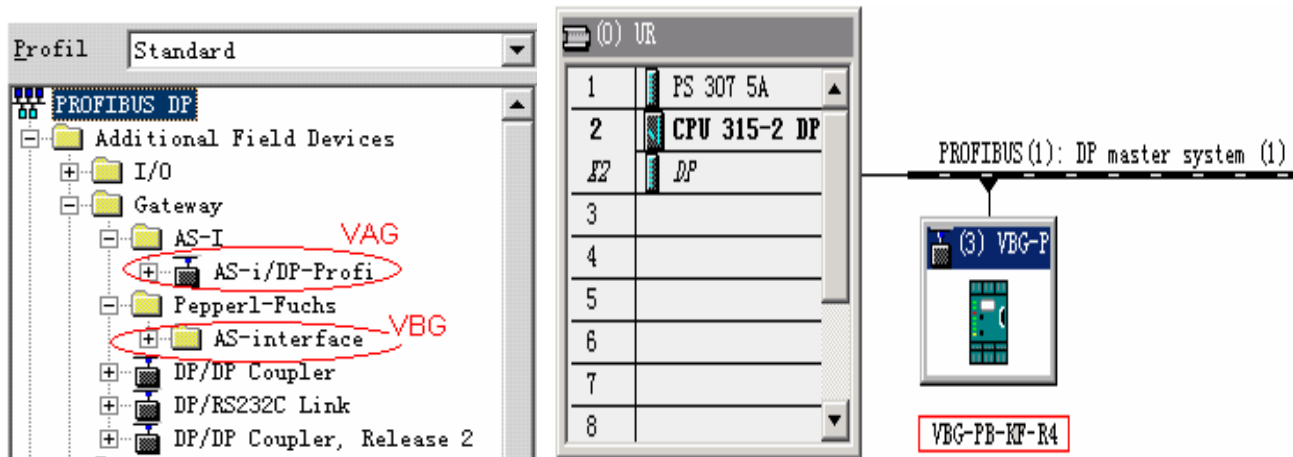 Profil
Standard
PROFIBUS DP
Additional Field Devices
I/O
Gateway
AS-I
VAG
AS-i/DP-Profi
Pepperl-Fuchs
VBG
AS-interface
DP/DP Coupler
DP/RS232C Link
DP/DP Coupler, Release 2
(0) UR
1 PS 307 5A
2 CPU 315-2 DP
X2 DP
3
4
5
6
7
8
PROFIBUS(1): DP master system (1)
(3) VBG-P
VBG-PB-KF-R4